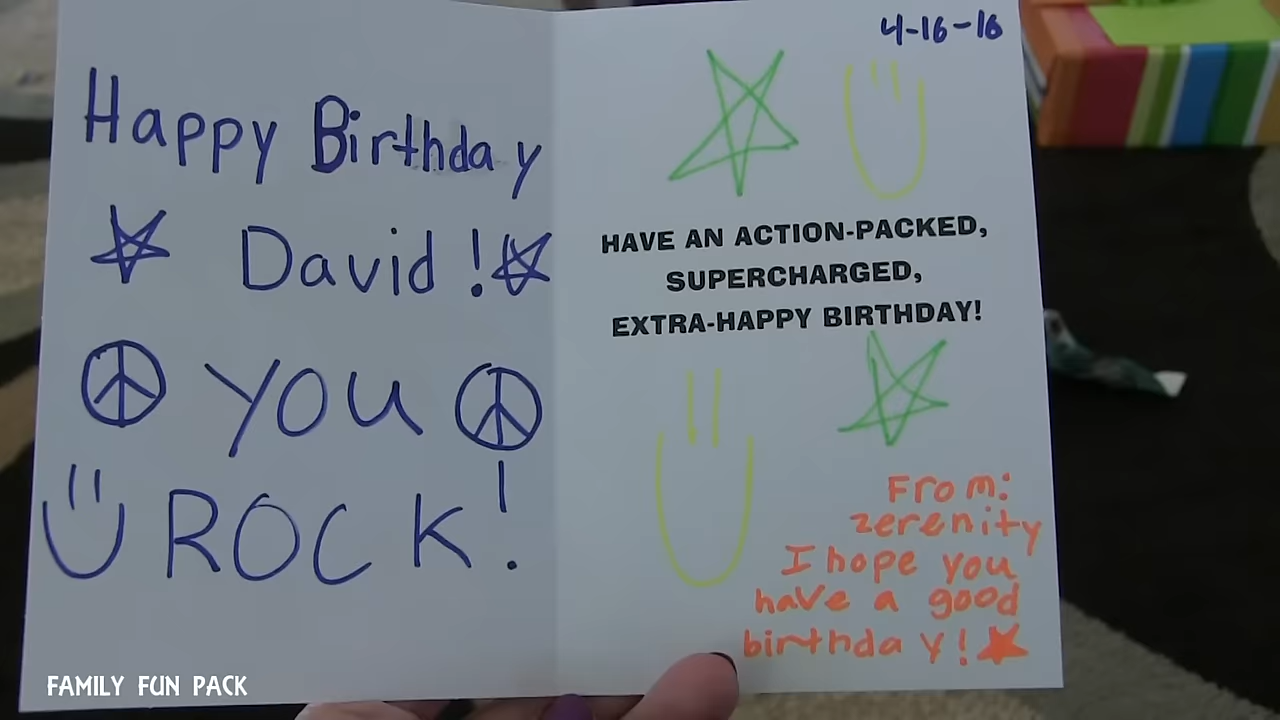 Happy Birthday
David!
YOU
ROCK!
4-16-16
HAVE AN ACTION-PACKED,
SUPERCHARGED,
EXTRA-HAPPY BIRTHDAY!
From:
zerenity
I hope you
have a good
birthday!
FAMILY FUN PACK